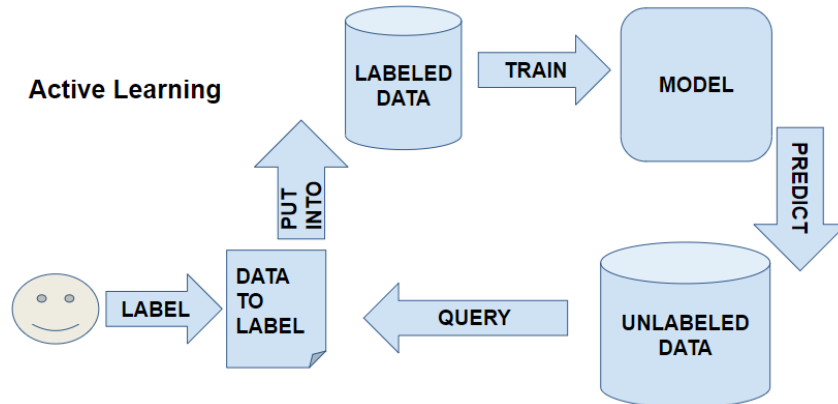 Active Learning
LABELED
DATA
TRAIN
MODEL
PREDICT
UNLABELED
DATA
QUERY
DATA
TO
LABEL
LABEL
PUT
INTO